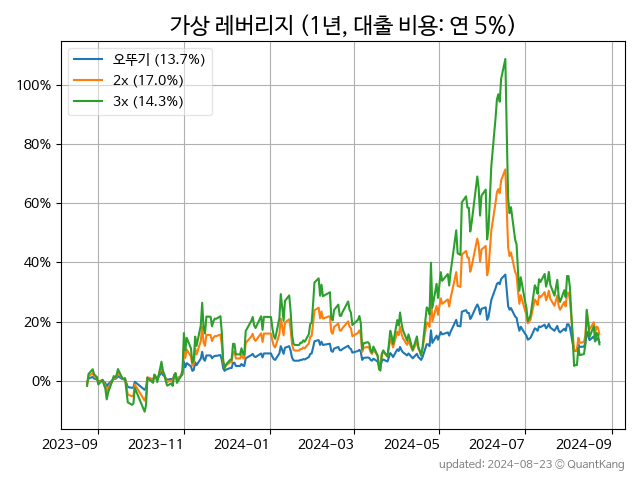 가상 레버리지 (1년, 대출 비용: 연 5%)
오뚜기 (13.7%)
2x (17.0%)
3x (14.3%)
100%
80%
60%
40%
20%
0%
2023-09 2023-11 2024-01 2024-03 2024-05 2024-07 2024-09
updated: 2024-08-23 © QuantKang